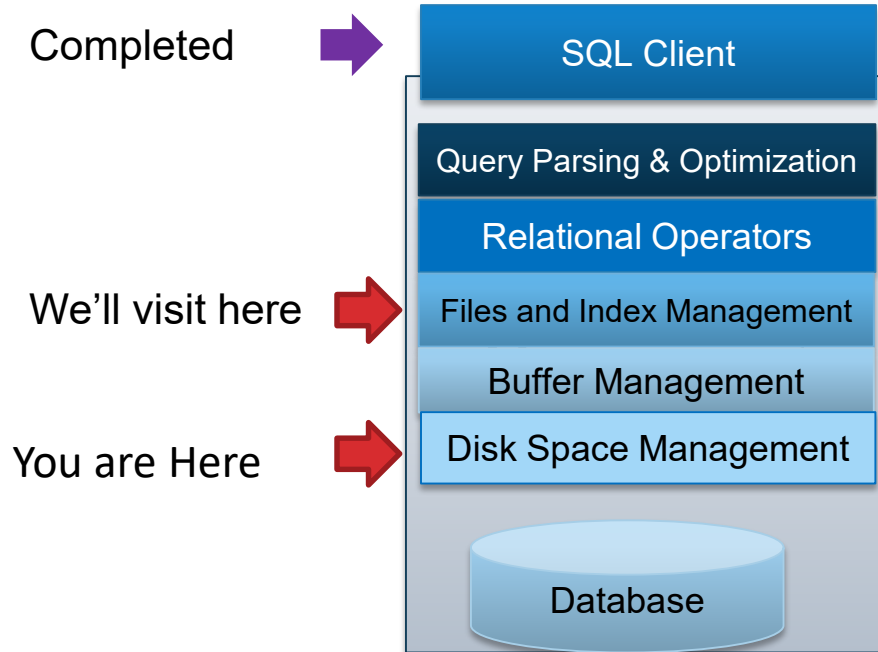 Completed
SQL Client
Query Parsing & Optimization
Relational Operators
We'll visit here
Files and Index Management
Buffer Management
You are Here
Disk Space Management
Database